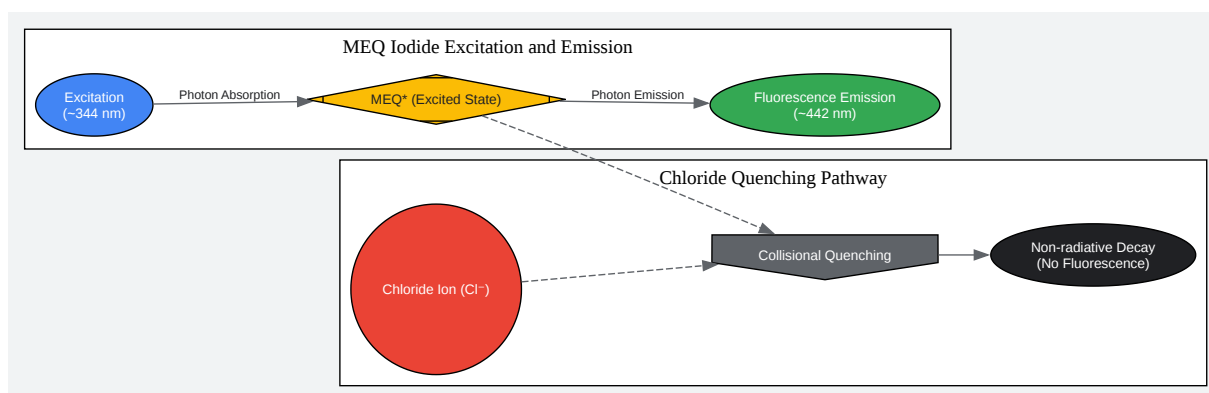 MEQ Iodide Excitation and Emission
Excitation
(~344 nm)
Photon Absorption
MEQ* (Excited State)
Photon Emission
Fluorescence Emission
(~442 nm)
Chloride Quenching Pathway
Chloride Ion (Cl⁻)
Collisional Quenching
Non-radiative Decay
(No Fluorescence)